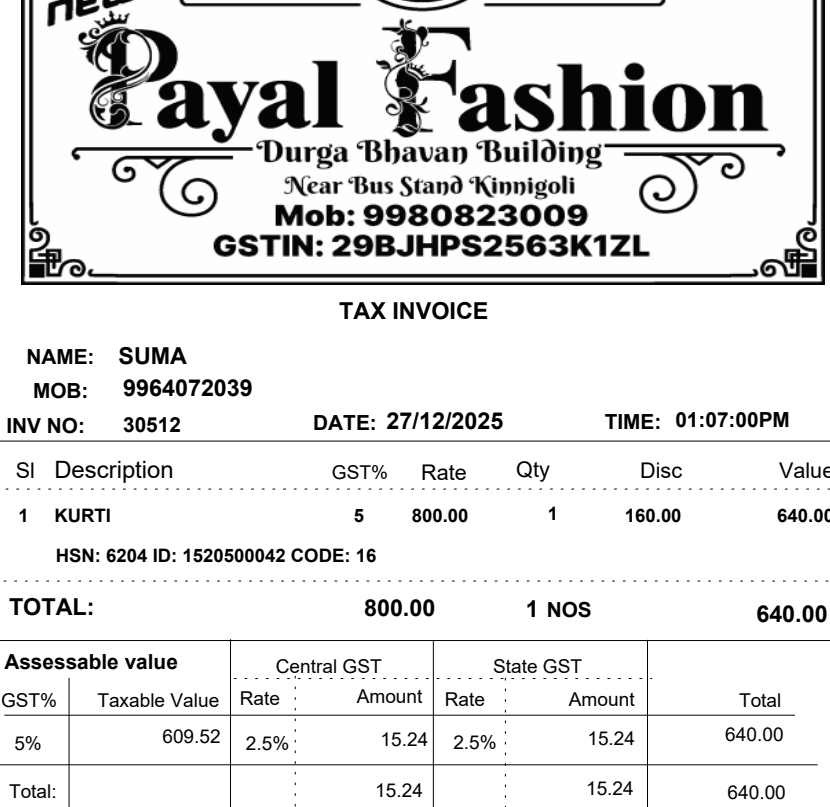 new
Payal Fashion
Durga Bhavan Building
Near Bus Stand Kinnigoli
Mob: 9980823009
GSTIN: 29BJHPS2563K1ZL
TAX INVOICE
NAME: SUMA
MOB: 9964072039
INV NO: 30512 DATE: 27/12/2025 TIME: 01:07:00PM
Sl Description GST% Rate Qty Disc Value
1 KURTI 5 800.00 1 160.00 640.00
HSN: 6204 ID: 1520500042 CODE: 16
TOTAL: 800.00 1 NOS 640.00
Assessable value Central GST State GST
GST% Taxable Value Rate Amount Rate Amount Total
5% 609.52 2.5% 15.24 2.5% 15.24 640.00
Total: 15.24 15.24 640.00